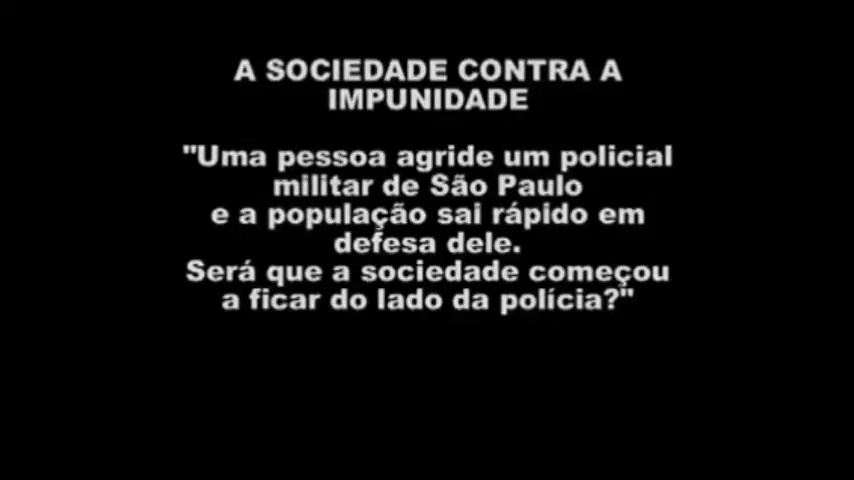 A SOCIEDADE CONTRA A
IMPUNIDADE
"Uma pessoa agride um policial
militar de São Paulo
e a população sai rápido em
defesa dele.
Será que a sociedade começou
a ficar do lado da polícia?"